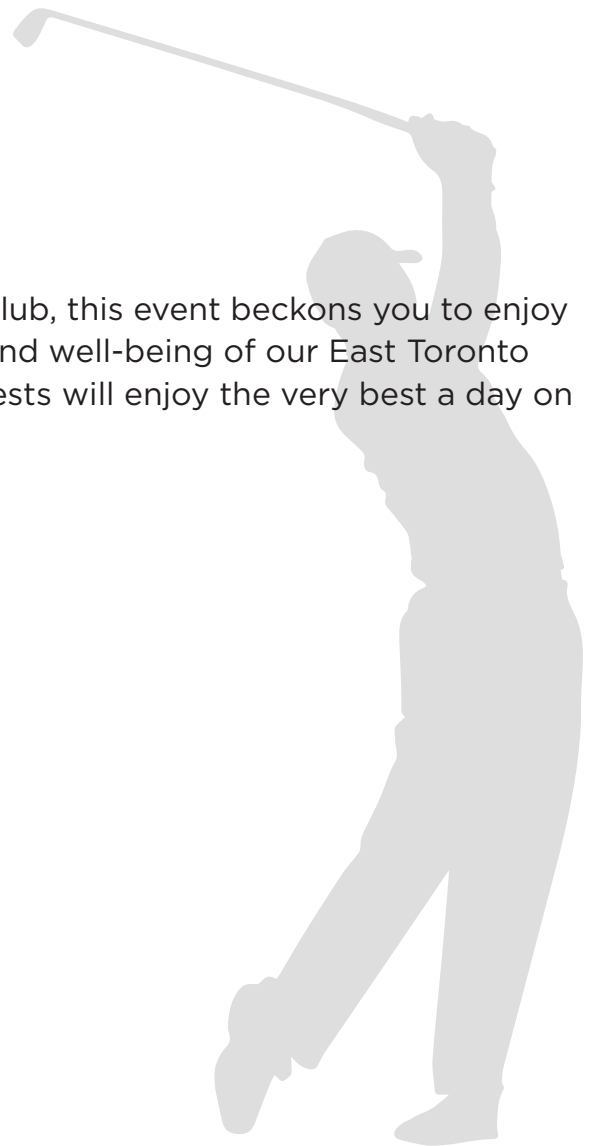 lub, this event beckons you to enjoy
nd well-being of our East Toronto
ests will enjoy the very best a day on